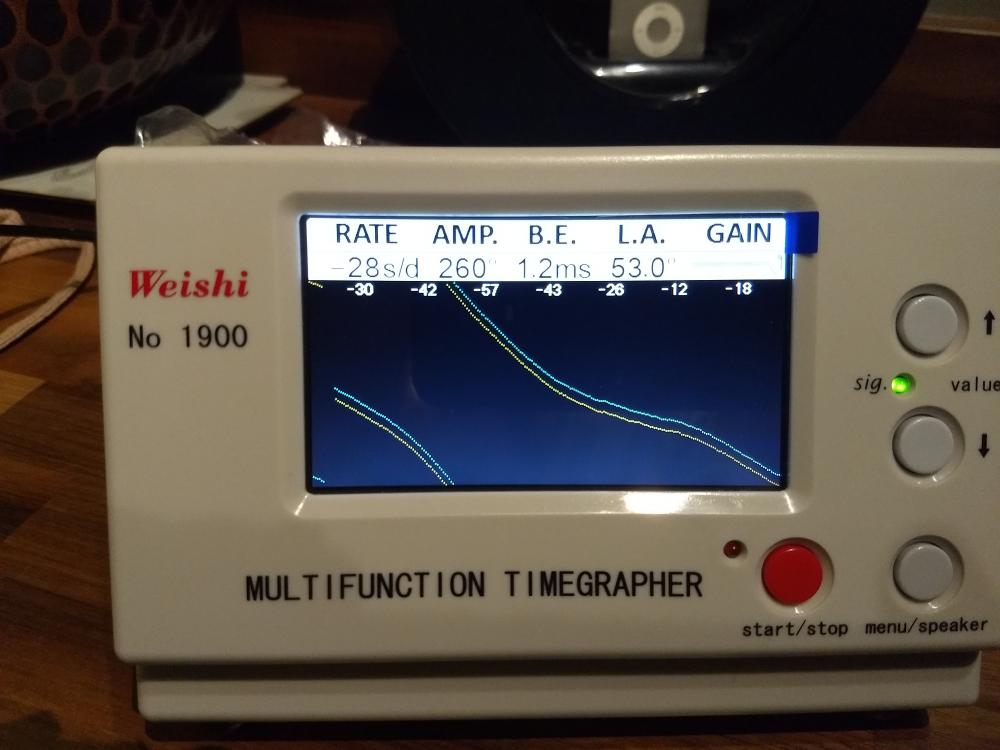 RATE AMP. B.E. L.A. GAIN
-28s/d 260° 1.2ms 53.0°
-30 -42 -57 -43 -26 -12 -18
Weishi
No 1900
sig. value
MULTIFUNCTION TIMEGRAPHER
start/stop menu/speaker